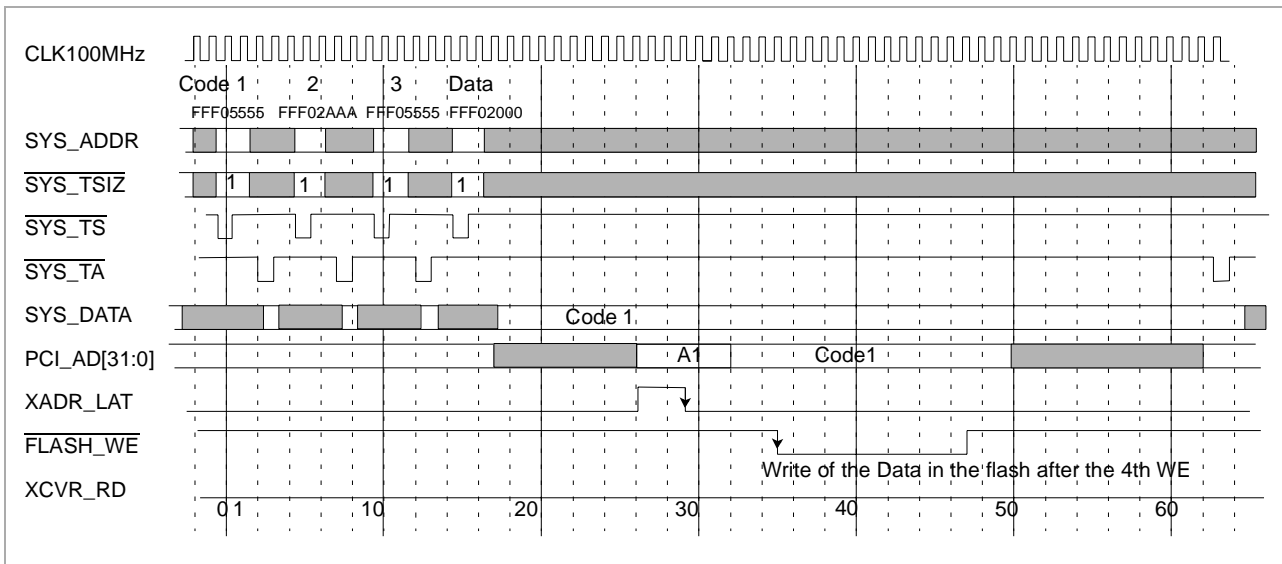 CLK100MHz
Code 1 2 3 Data
FFF05555 FFF02AAA FFF05555 FFF02000
SYS_ADDR
SYS_TSIZ 1 1 1 1
SYS_TS
SYS_TA
SYS_DATA Code 1
PCI_AD[31:0] A1 Code1
XADR_LAT
FLASH_WE
Write of the Data in the flash after the 4th WE
XCVR_RD
0 1 10 20 30 40 50 60